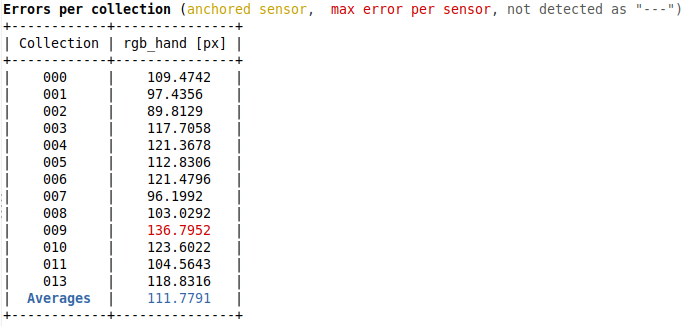 Errors per collection (anchored sensor,  max error per sensor, not detected as "---")
+------------+---------------+
| Collection | rgb_hand [px] |
+------------+---------------+
|    000     |    109.4742   |
|    001     |    97.4356    |
|    002     |    89.8129    |
|    003     |    117.7058   |
|    004     |    121.3678   |
|    005     |    112.8306   |
|    006     |    121.4796   |
|    007     |    96.1992    |
|    008     |    103.0292   |
|    009     |    136.7952   |
|    010     |    123.6022   |
|    011     |    104.5643   |
|    013     |    118.8316   |
|  Averages  |    111.7791   |
+------------+---------------+